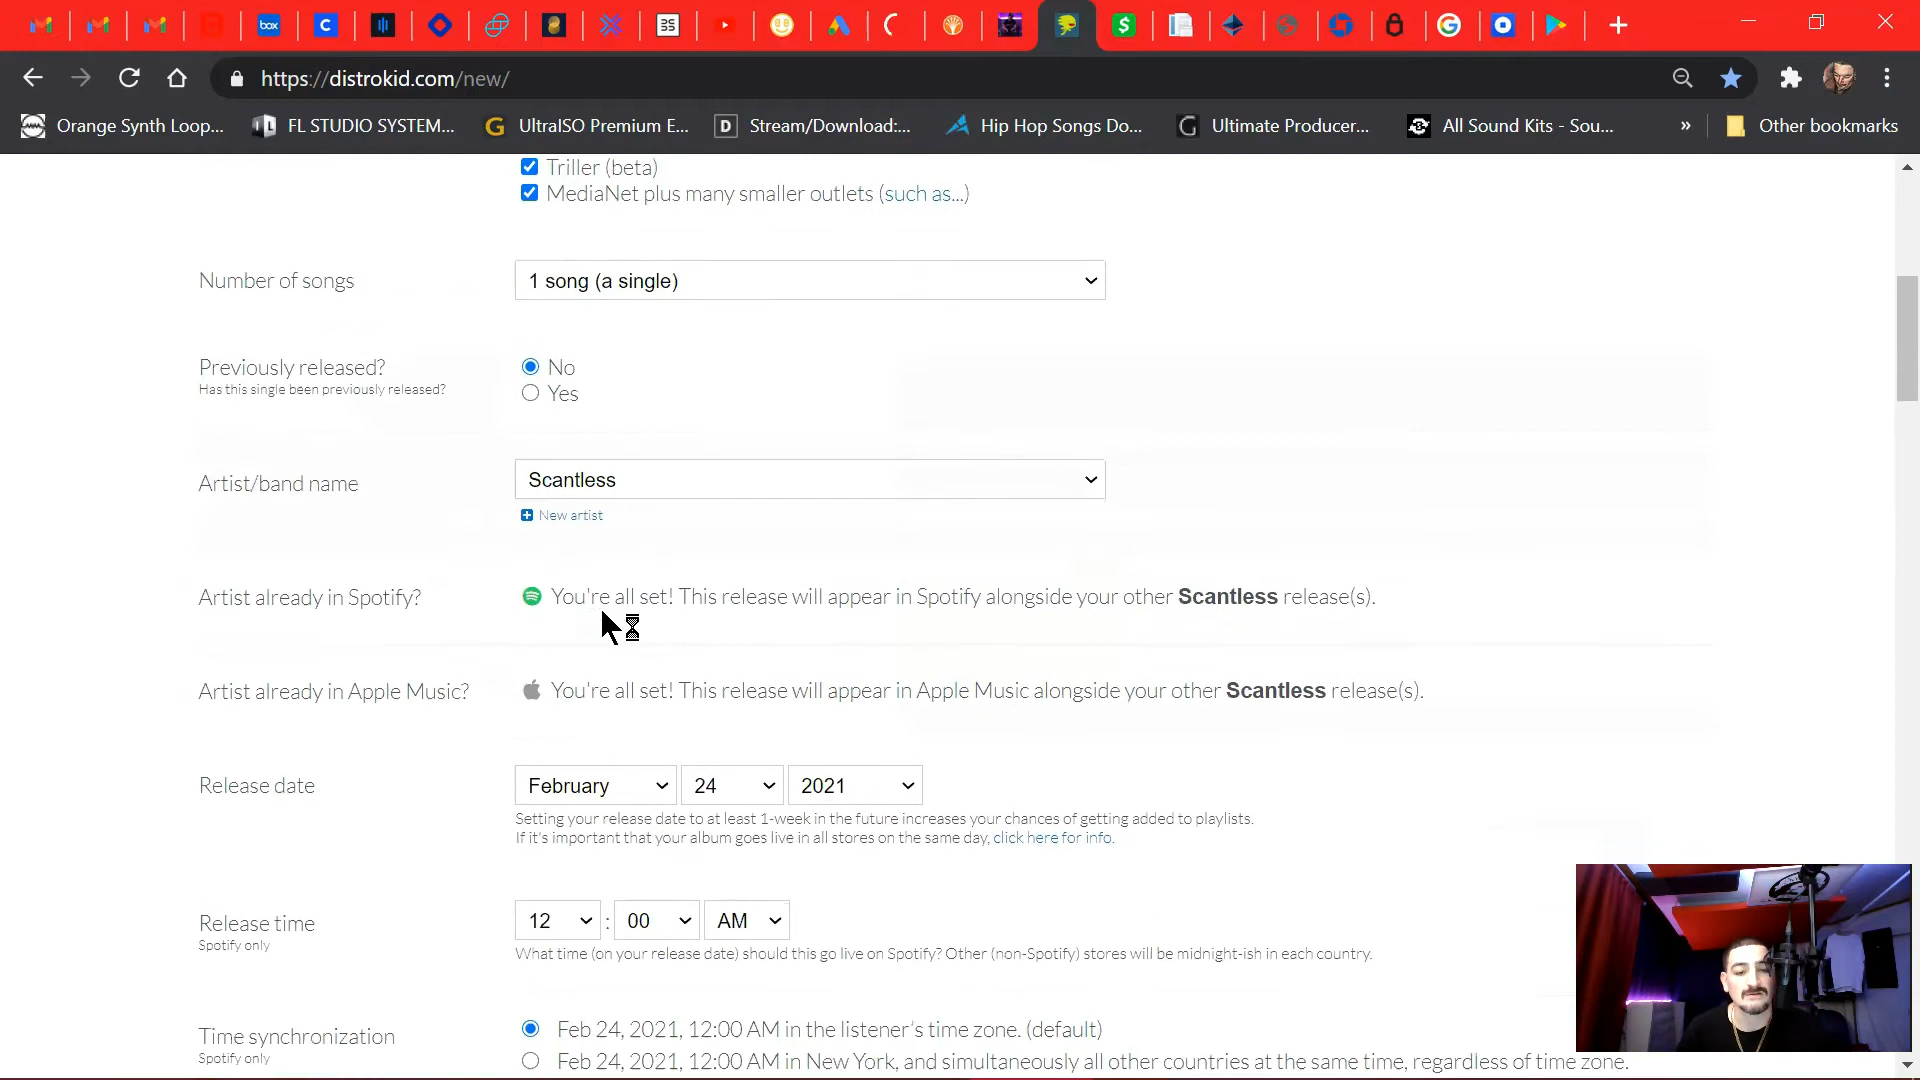 https://distrokid.com/new/
Orange Synth Loop... FL STUDIO SYSTEM... UltraISO Premium E... Stream/Download:... Hip Hop Songs Do... Ultimate Producer... All Sound Kits - Sou... » Other bookmarks
Triller (beta)
MediaNet plus many smaller outlets (such as...)
Number of songs 1 song (a single)
Previously released? No
Has this single been previously released? Yes
Artist/band name Scantless
New artist
Artist already in Spotify? You're all set! This release will appear in Spotify alongside your other Scantless release(s).
Artist already in Apple Music? You're all set! This release will appear in Apple Music alongside your other Scantless release(s).
Release date February 24 2021
Setting your release date to at least 1-week in the future increases your chances of getting added to playlists.
If it's important that your album goes live in all stores on the same day, click here for info.
Release time 12 : 00 AM
Spotify only
What time (on your release date) should this go live on Spotify? Other (non-Spotify) stores will be midnight-ish in each country.
Time synchronization Feb 24, 2021, 12:00 AM in the listener's time zone. (default)
Spotify only
Feb 24, 2021, 12:00 AM in New York, and simultaneously all other countries at the same time, regardless of time zone.